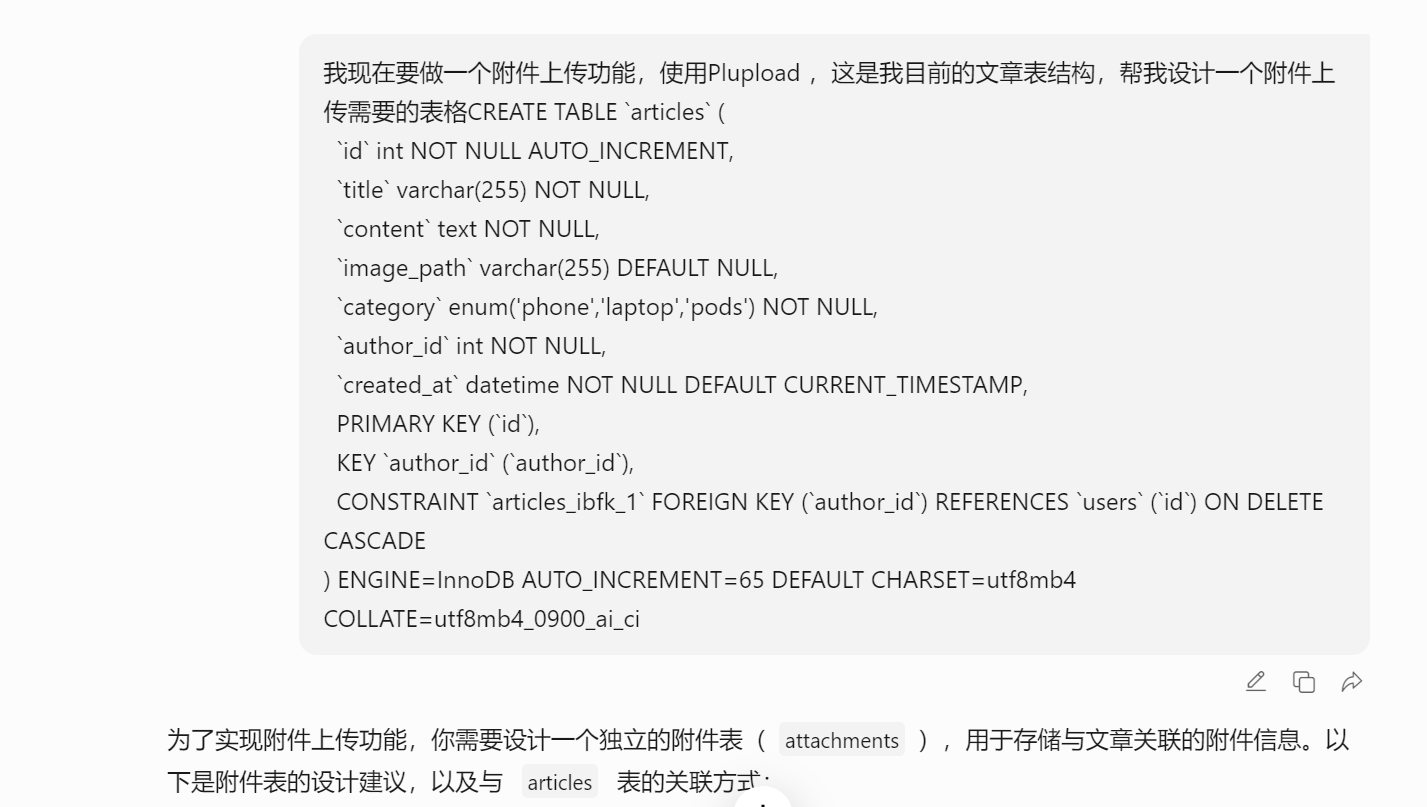 我现在要做一个附件上传功能，使用Plupload ，这是我目前的文章表结构，帮我设计一个附件上
传需要的表格CREATE TABLE `articles` (
`id` int NOT NULL AUTO_INCREMENT,
`title` varchar(255) NOT NULL,
`content` text NOT NULL,
`image_path` varchar(255) DEFAULT NULL,
`category` enum('phone','laptop','pods') NOT NULL,
`author_id` int NOT NULL,
`created_at` datetime NOT NULL DEFAULT CURRENT_TIMESTAMP,
PRIMARY KEY (`id`),
KEY `author_id` (`author_id`),
CONSTRAINT `articles_ibfk_1` FOREIGN KEY (`author_id`) REFERENCES `users` (`id`) ON DELETE
CASCADE
) ENGINE=InnoDB AUTO_INCREMENT=65 DEFAULT CHARSET=utf8mb4
COLLATE=utf8mb4_0900_ai_ci
为了实现附件上传功能，你需要设计一个独立的附件表（ attachments ），用于存储与文章关联的附件信息。以
下是附件表的设计建议，以及与 articles 表的关联方式：